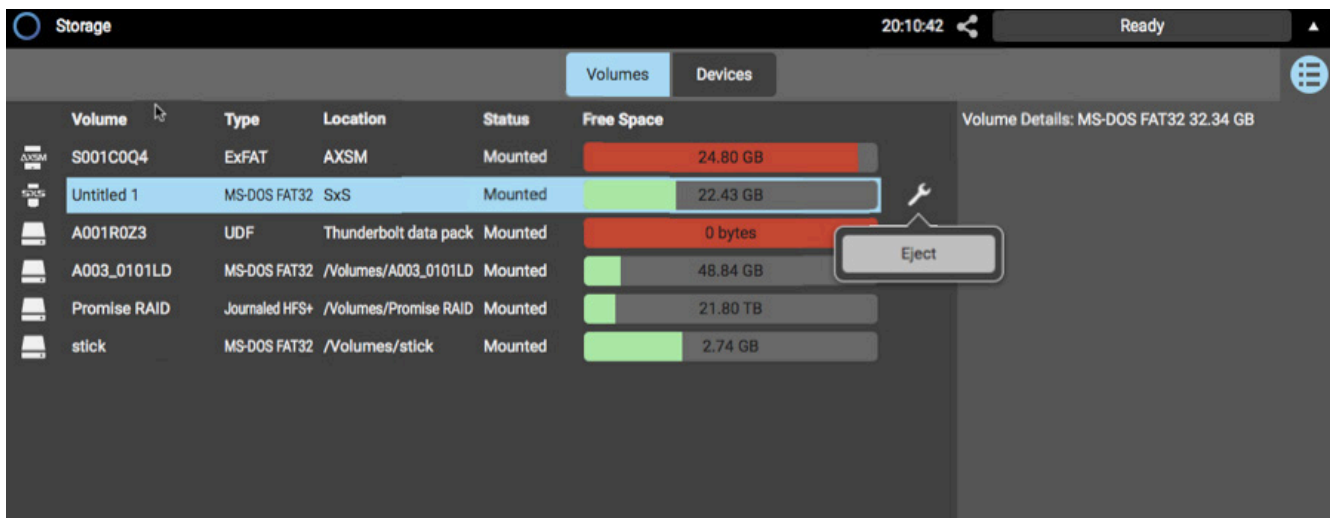 Storage 20:10:42 Ready
Volumes Devices
Volume Type Location Status Free Space Volume Details: MS-DOS FAT32 32.34 GB
AXSM S001C0Q4 ExFAT AXSM Mounted 24.80 GB
SxS Untitled 1 MS-DOS FAT32 SxS Mounted 22.43 GB
A001R0Z3 UDF Thunderbolt data pack Mounted 0 bytes
Eject
A003_0101LD MS-DOS FAT32 /Volumes/A003_0101LD Mounted 48.84 GB
Promise RAID Journaled HFS+ /Volumes/Promise RAID Mounted 21.80 TB
stick MS-DOS FAT32 /Volumes/stick Mounted 2.74 GB